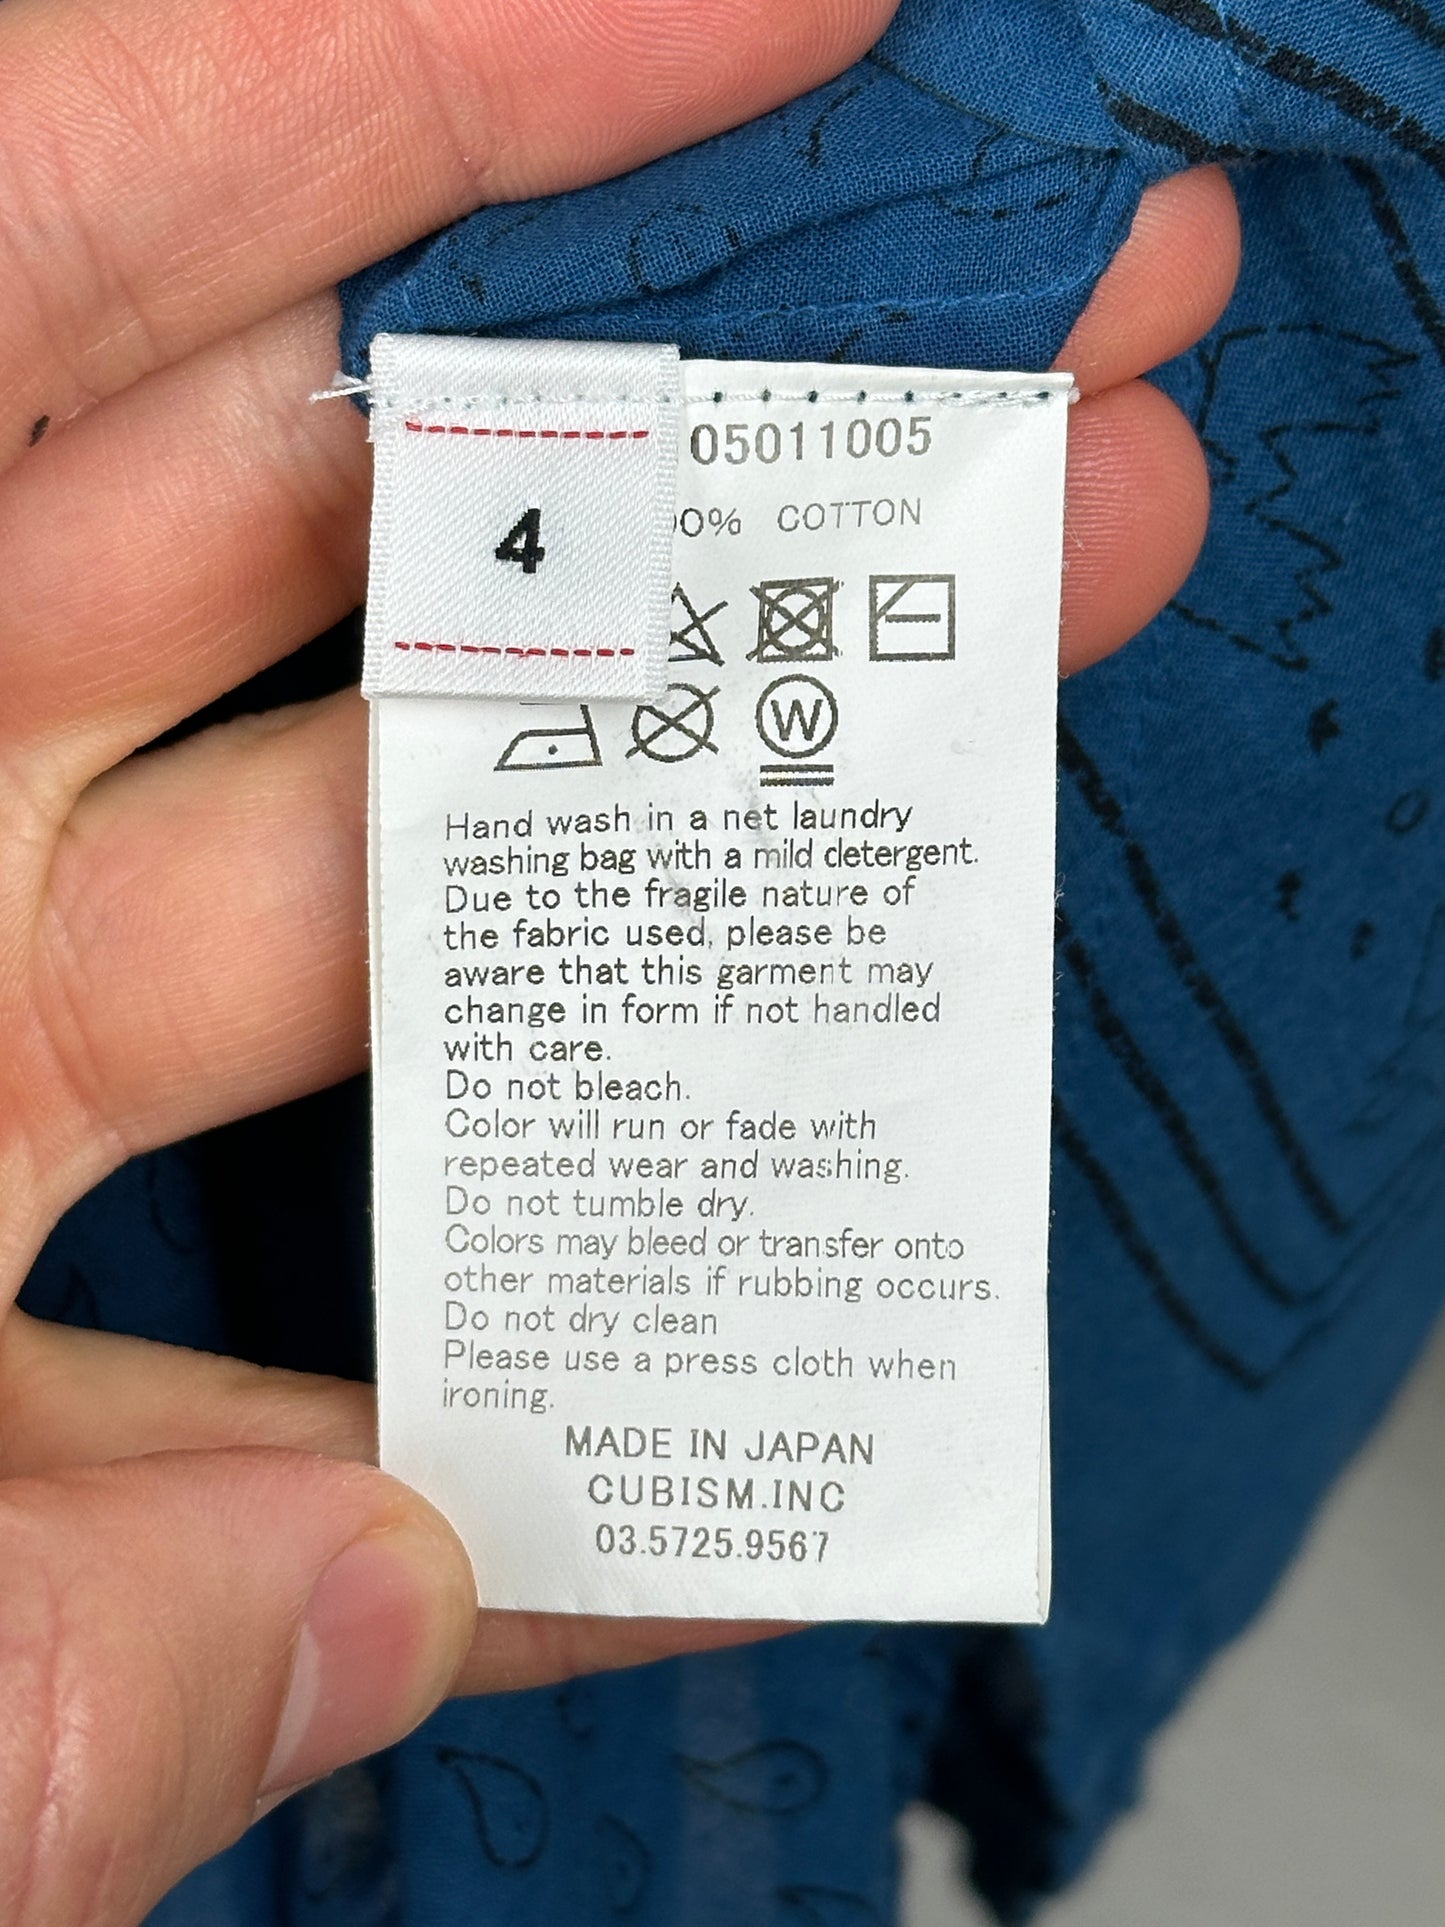 4
05011005
COTTON
W
Hand wash in a net laundry
washing bag with a mild detergent.
Due to the fragile nature of
the fabric used, please be
aware that this garment may
change in form if not handled
with care.
Do not bleach.
Color will run or fade with
repeated wear and washing.
Do not tumble dry.
Colors may bleed or transfer onto
other materials if rubbing occurs.
Do not dry clean
Please use a press cloth when
ironing.
MADE IN JAPAN
CUBISM.INC
03.5725.9567